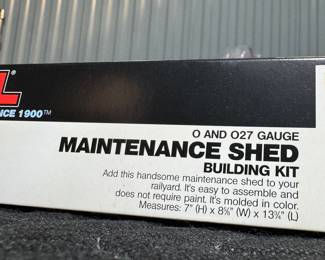 L®
NCE 1900™
O AND O27 GAUGE
MAINTENANCE SHED
BUILDING KIT
Add this handsome maintenance shed to your
railyard. It's easy to assemble and
does not require paint. It's molded in color.
Measures: 7" (H) x 8⅝" (W) x 13¾" (L)